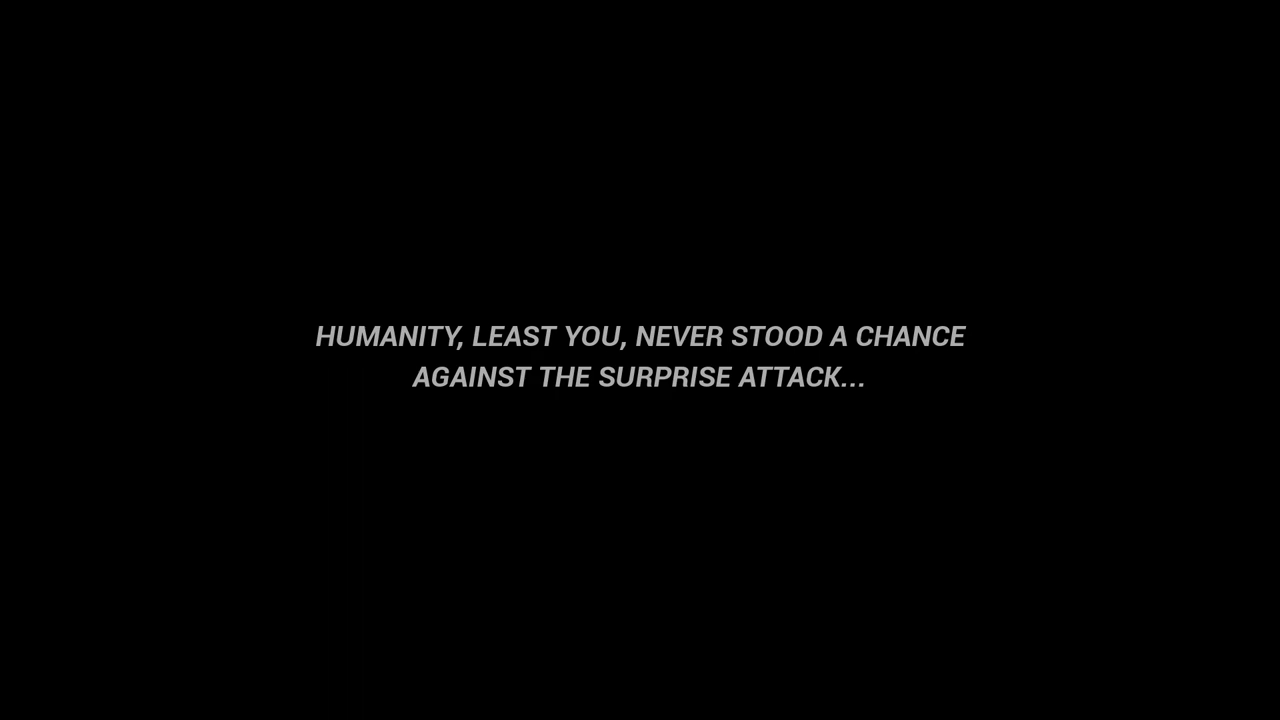 HUMANITY, LEAST YOU, NEVER STOOD A CHANCE
AGAINST THE SURPRISE ATTACK...